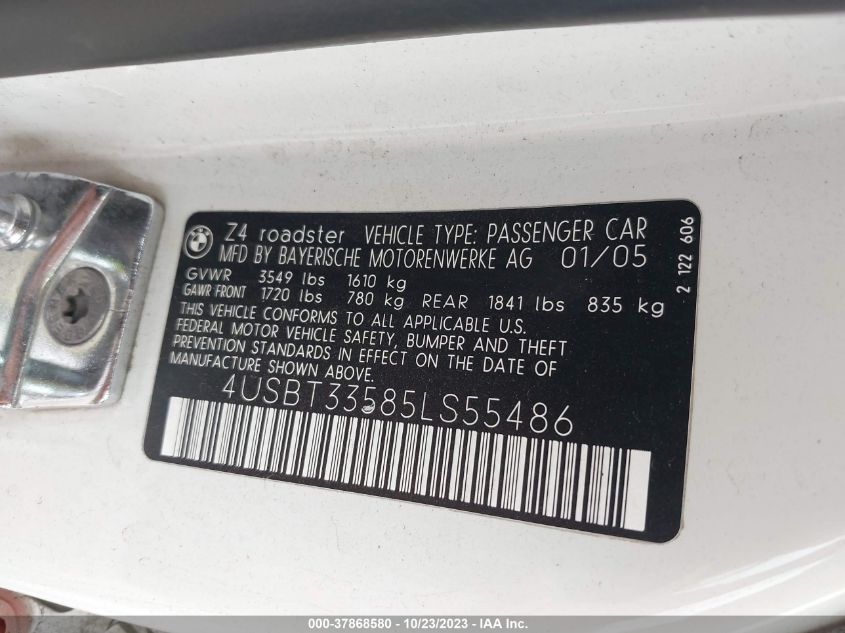 Z4 roadster VEHICLE TYPE: PASSENGER CAR
MFD BY BAYERISCHE MOTORENWERKE AG 01/05
GVWR 3549 lbs 1610 kg
GAWR FRONT 1720 lbs 780 kg REAR 1841 lbs 835 kg
THIS VEHICLE CONFORMS TO ALL APPLICABLE U.S.
FEDERAL MOTOR VEHICLE SAFETY, BUMPER AND THEFT
PREVENTION STANDARDS IN EFFECT ON THE DATE OF
MANUFACTURE SHOWN ABOVE.
4USBT33585LS55486
2 122 606
000-37868580 - 10/23/2023 - IAA Inc.